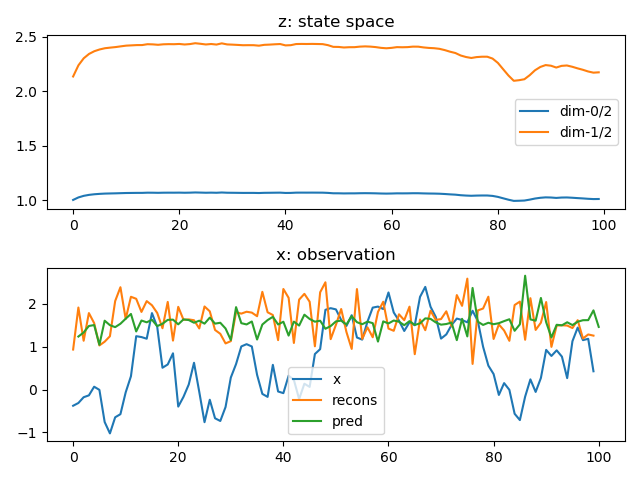 z: state space
2.5
2.0
1.5
1.0
dim-0/2
dim-1/2
0 20 40 60 80 100
x: observation
2
1
0
−1
x
recons
pred
0 20 40 60 80 100